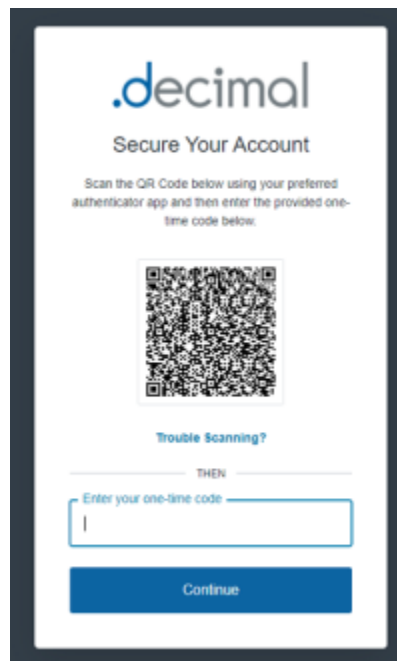 .decimal
Secure Your Account
Scan the QR Code below using your preferred
authenticator app and then enter the provided one-
time code below.
Trouble Scanning?
THEN
Enter your one-time code
Continue